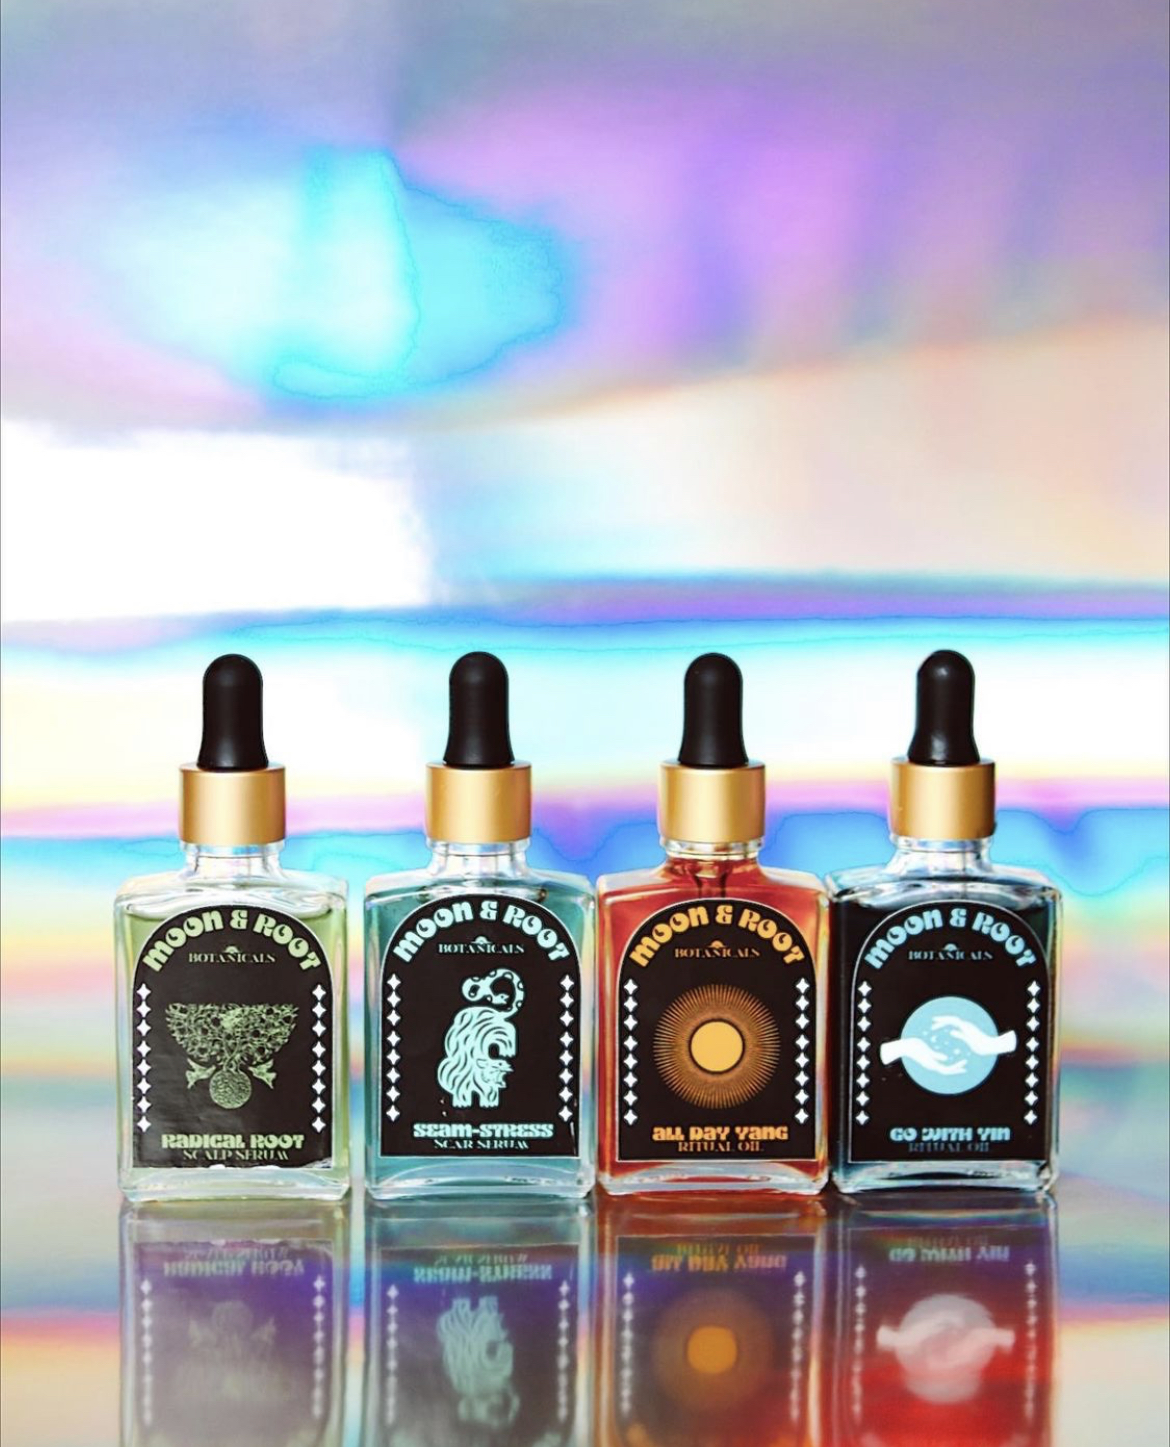 MOON & ROOT
BOTANICALS
RADICAL ROOT
SCALP SERUM
MOON & ROOT
BOTANICALS
SEAM-STRESS
SCAR SERUM
MOON & ROOT
BOTANICALS
ALL DAY YANG
RITUAL OIL
MOON & ROOT
BOTANICALS
GO WITH YIN
RITUAL OIL